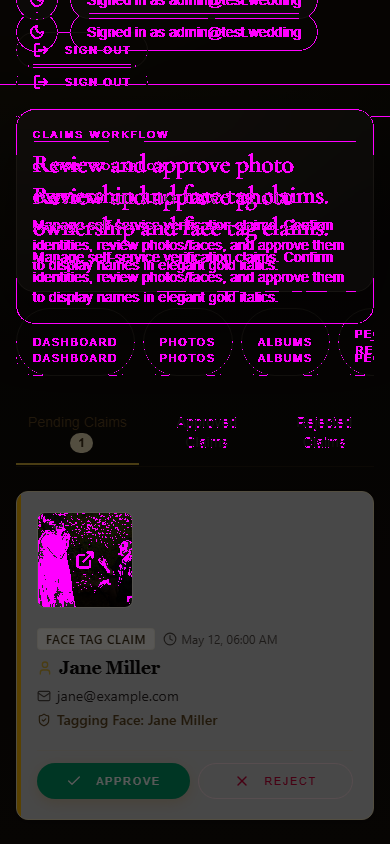 Signed in as admin@test.wedding
Signed in as admin@test.wedding
SIGN OUT
SIGN OUT
CLAIMS WORKFLOW
Review and approve photo
ownership and face tag claims.
Manage self-service verification claims. Confirm
identities, review photos/faces, and approve them
to display names in elegant gold italics.
DASHBOARD
DASHBOARD
PHOTOS
PHOTOS
ALBUMS
ALBUMS
Pending Claims
1
Approved
Claims
Rejected
Claims
FACE TAG CLAIM
May 12, 06:00 AM
Jane Miller
jane@example.com
Tagging Face: Jane Miller
APPROVE
REJECT